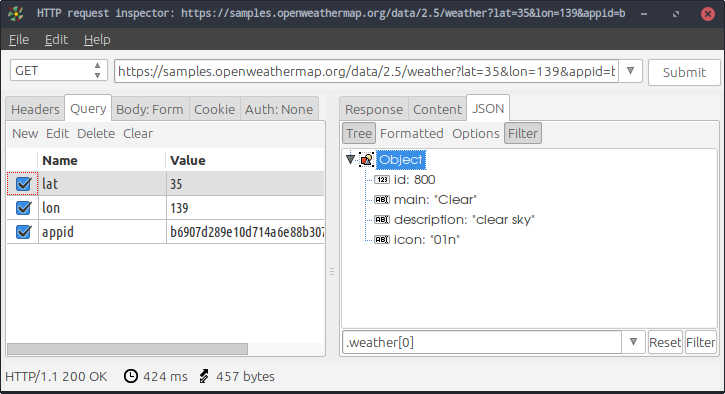 HTTP request inspector: https://samples.openweathermap.org/data/2.5/weather?lat=35&lon=139&appid=b
File Edit Help
GET https://samples.openweathermap.org/data/2.5/weather?lat=35&lon=139&appid=b Submit
Headers Query Body: Form Cookie Auth: None Response Content JSON
New Edit Delete Clear Tree Formatted Options Filter
Name Value
lat 35
lon 139
appid b6907d289e10d714a6e88b307
Object
123 id: 800
ABI main: "Clear"
ABI description: "clear sky"
ABI icon: "01n"
.weather[0] Reset Filter
HTTP/1.1 200 OK 424 ms 457 bytes